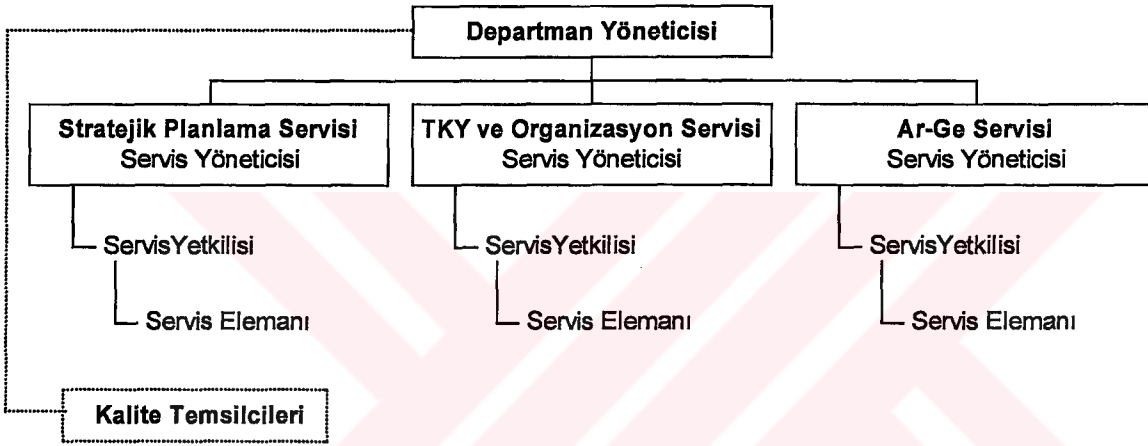 Departman Yöneticisi
Stratejik Planlama Servisi
Servis Yöneticisi
TKY ve Organizasyon Servisi
Servis Yöneticisi
Ar-Ge Servisi
Servis Yöneticisi
ServisYetkilisi
ServisYetkilisi
ServisYetkilisi
Servis Elemanı
Servis Elemanı
Servis Elemanı
Kalite Temsilcileri